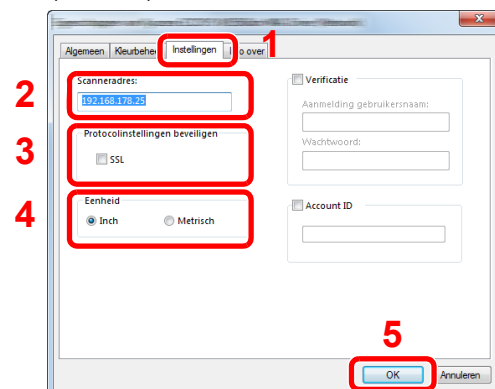 1
Algemeen Kleurbehee Instellingen o over
2
Scanneradres:
192.168.178.25
3
Protocolinstellingen beveiligen
SSL
4
Eenheid
Inch Metrisch
Verificatie
Aanmelding gebruikersnaam:
Wachtwoord:
Account ID
5
OK Annuleren